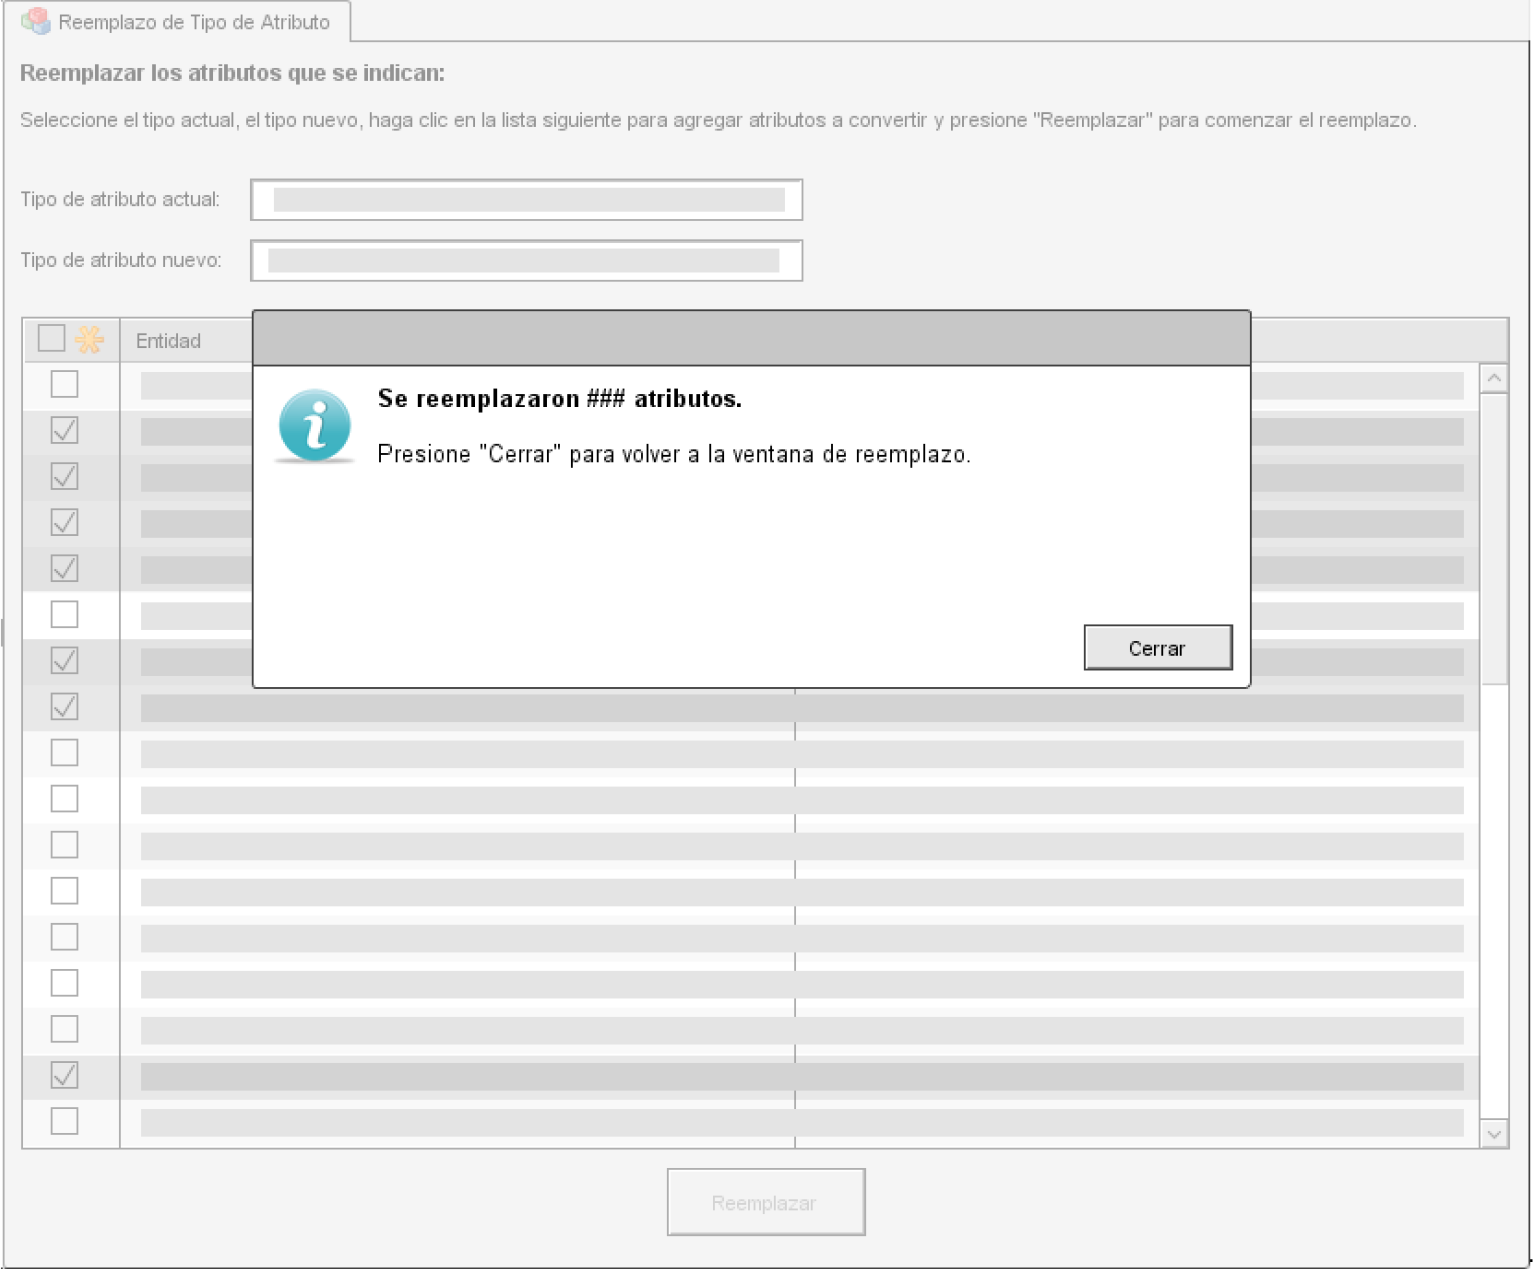 Reemplazo de Tipo de Atributo
Reemplazar los atributos que se indican:
Seleccione el tipo actual, el tipo nuevo, haga clic en la lista siguiente para agregar atributos a convertir y presione "Reemplazar" para comenzar el reemplazo.
Tipo de atributo actual:
Tipo de atributo nuevo:
Entidad
Se reemplazaron ### atributos.
Presione "Cerrar" para volver a la ventana de reemplazo.
Cerrar
Reemplazar